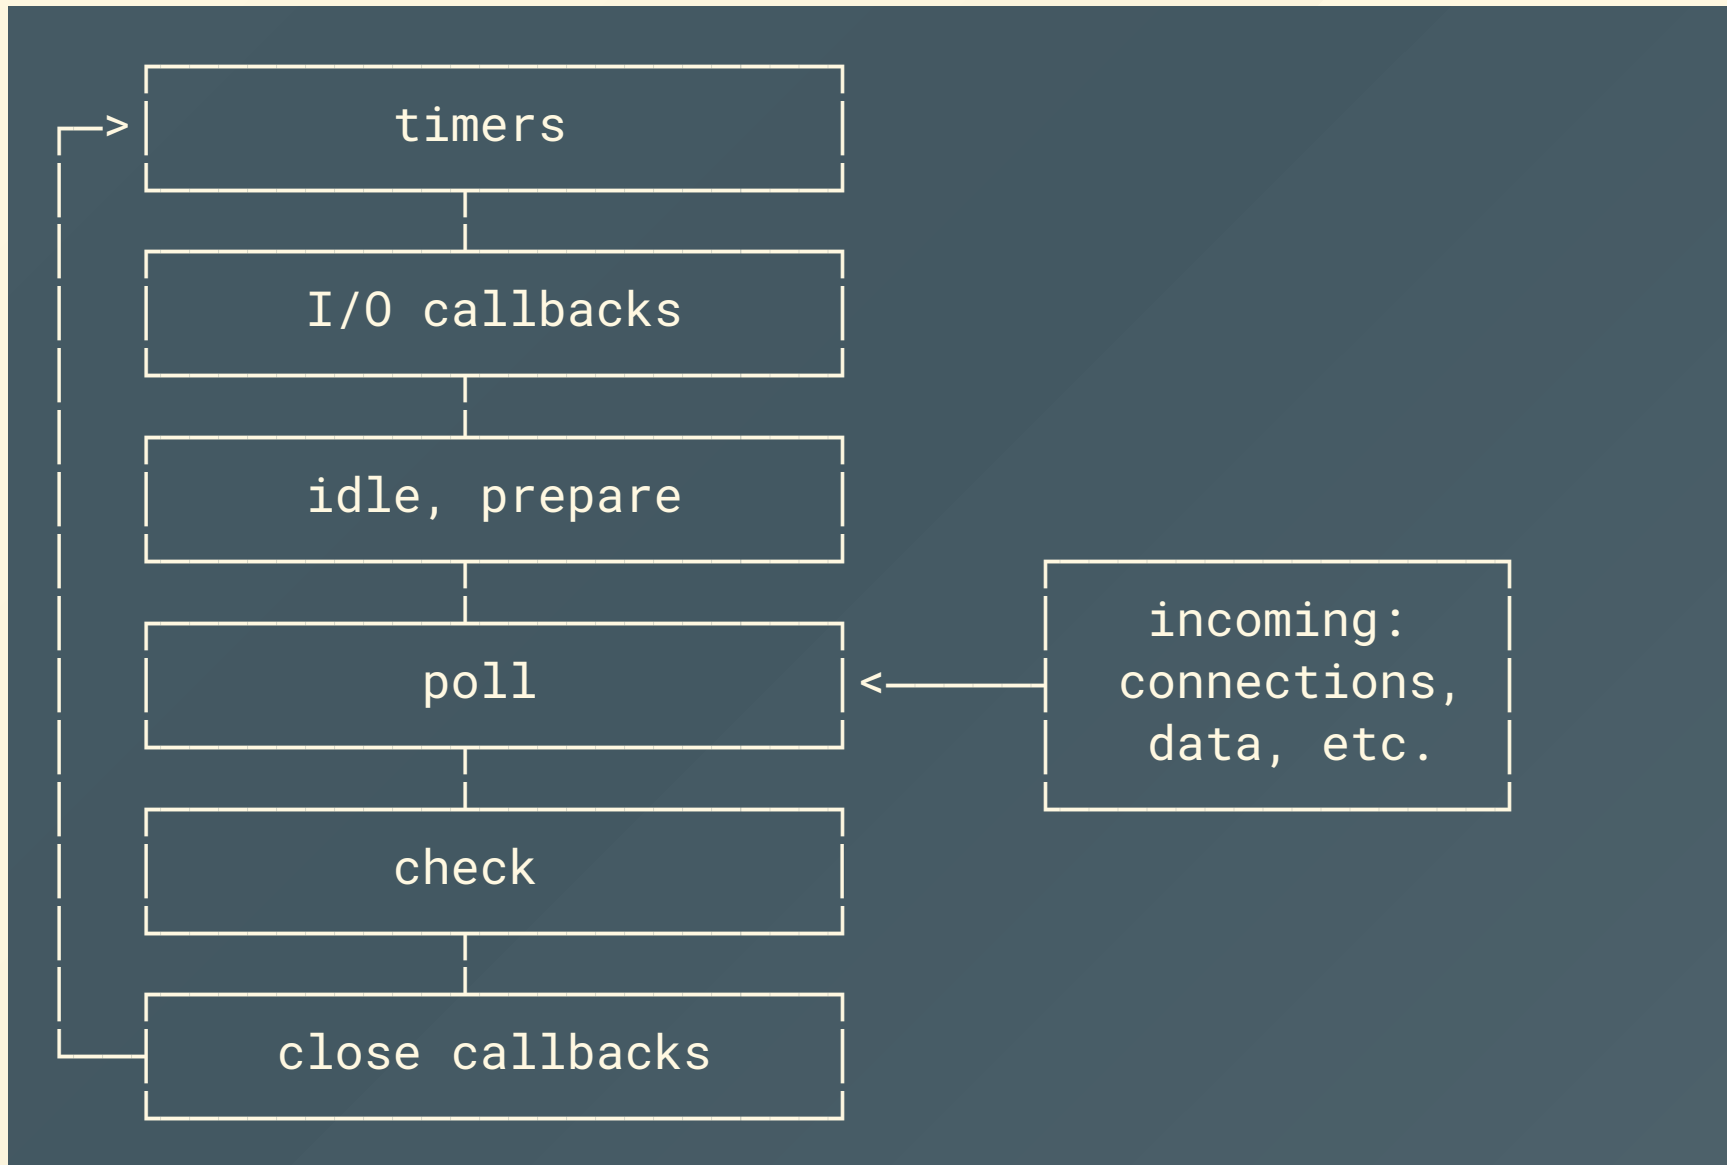 timers
I/O callbacks
idle, prepare
incoming:
poll
connections,
data, etc.
check
close callbacks